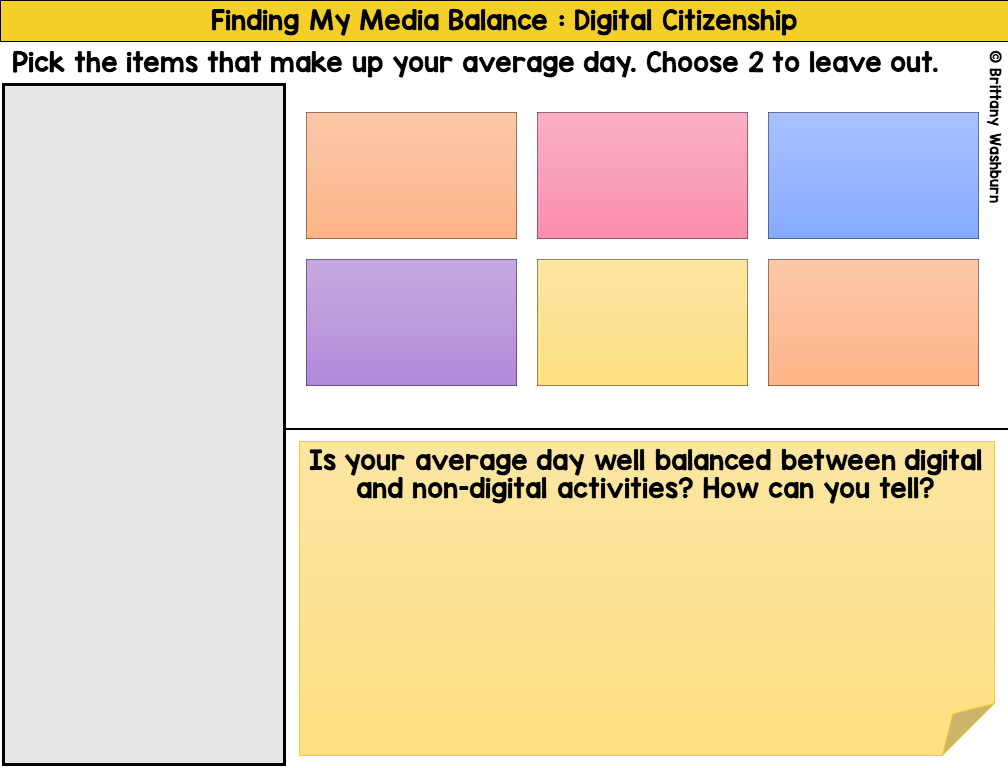 Finding My Media Balance : Digital Citizenship
Pick the items that make up your average day. Choose 2 to leave out.
© Brittany Washburn
Is your average day well balanced between digital
and non-digital activities? How can you tell?